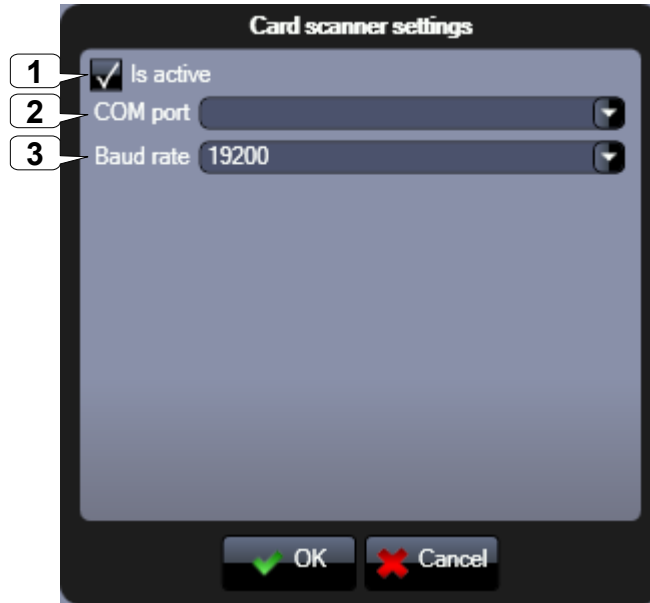 Card scanner settings
1 Is active
2 COM port
3 Baud rate 19200
OK Cancel